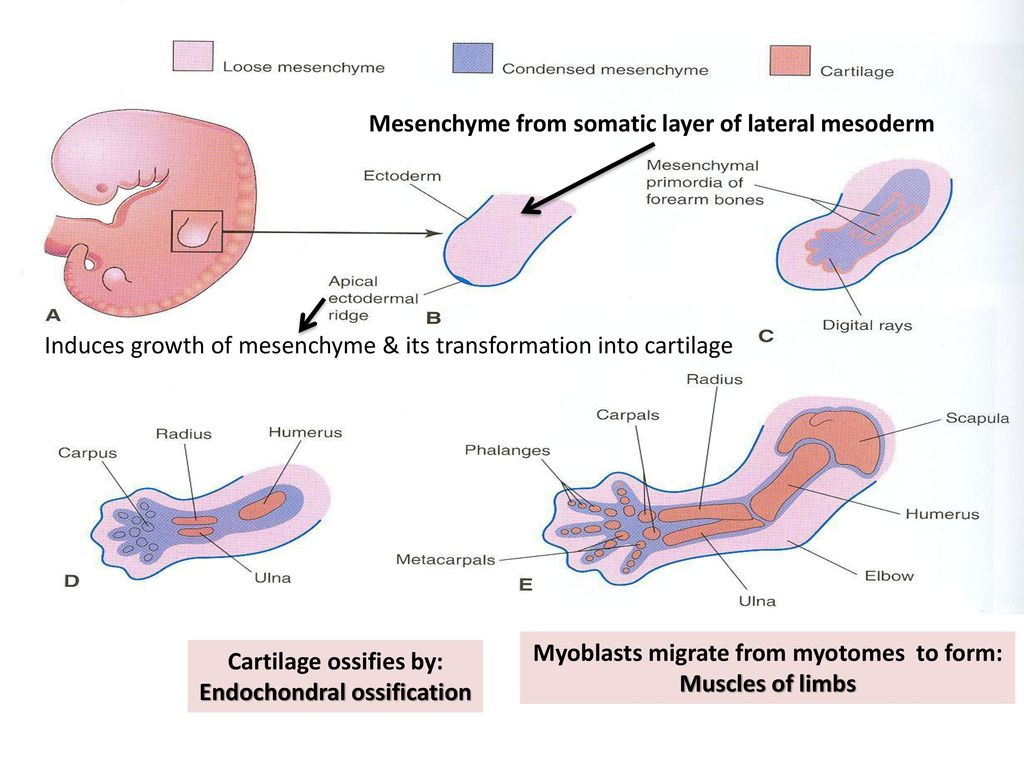 Loose mesenchyme
Condensed mesenchyme
Cartilage
Mesenchyme from somatic layer of lateral mesoderm
Ectoderm
Mesenchymal
primordia of
forearm bones
Apical
ectodermal
ridge
A
B
Digital rays
C
Induces growth of mesenchyme & its transformation into cartilage
Radius
Humerus
Carpus
Ulna
D
Radius
Carpals
Scapula
Phalanges
Humerus
Metacarpals
Elbow
E
Ulna
Cartilage ossifies by:
Endochondral ossification
Myoblasts migrate from myotomes to form:
Muscles of limbs